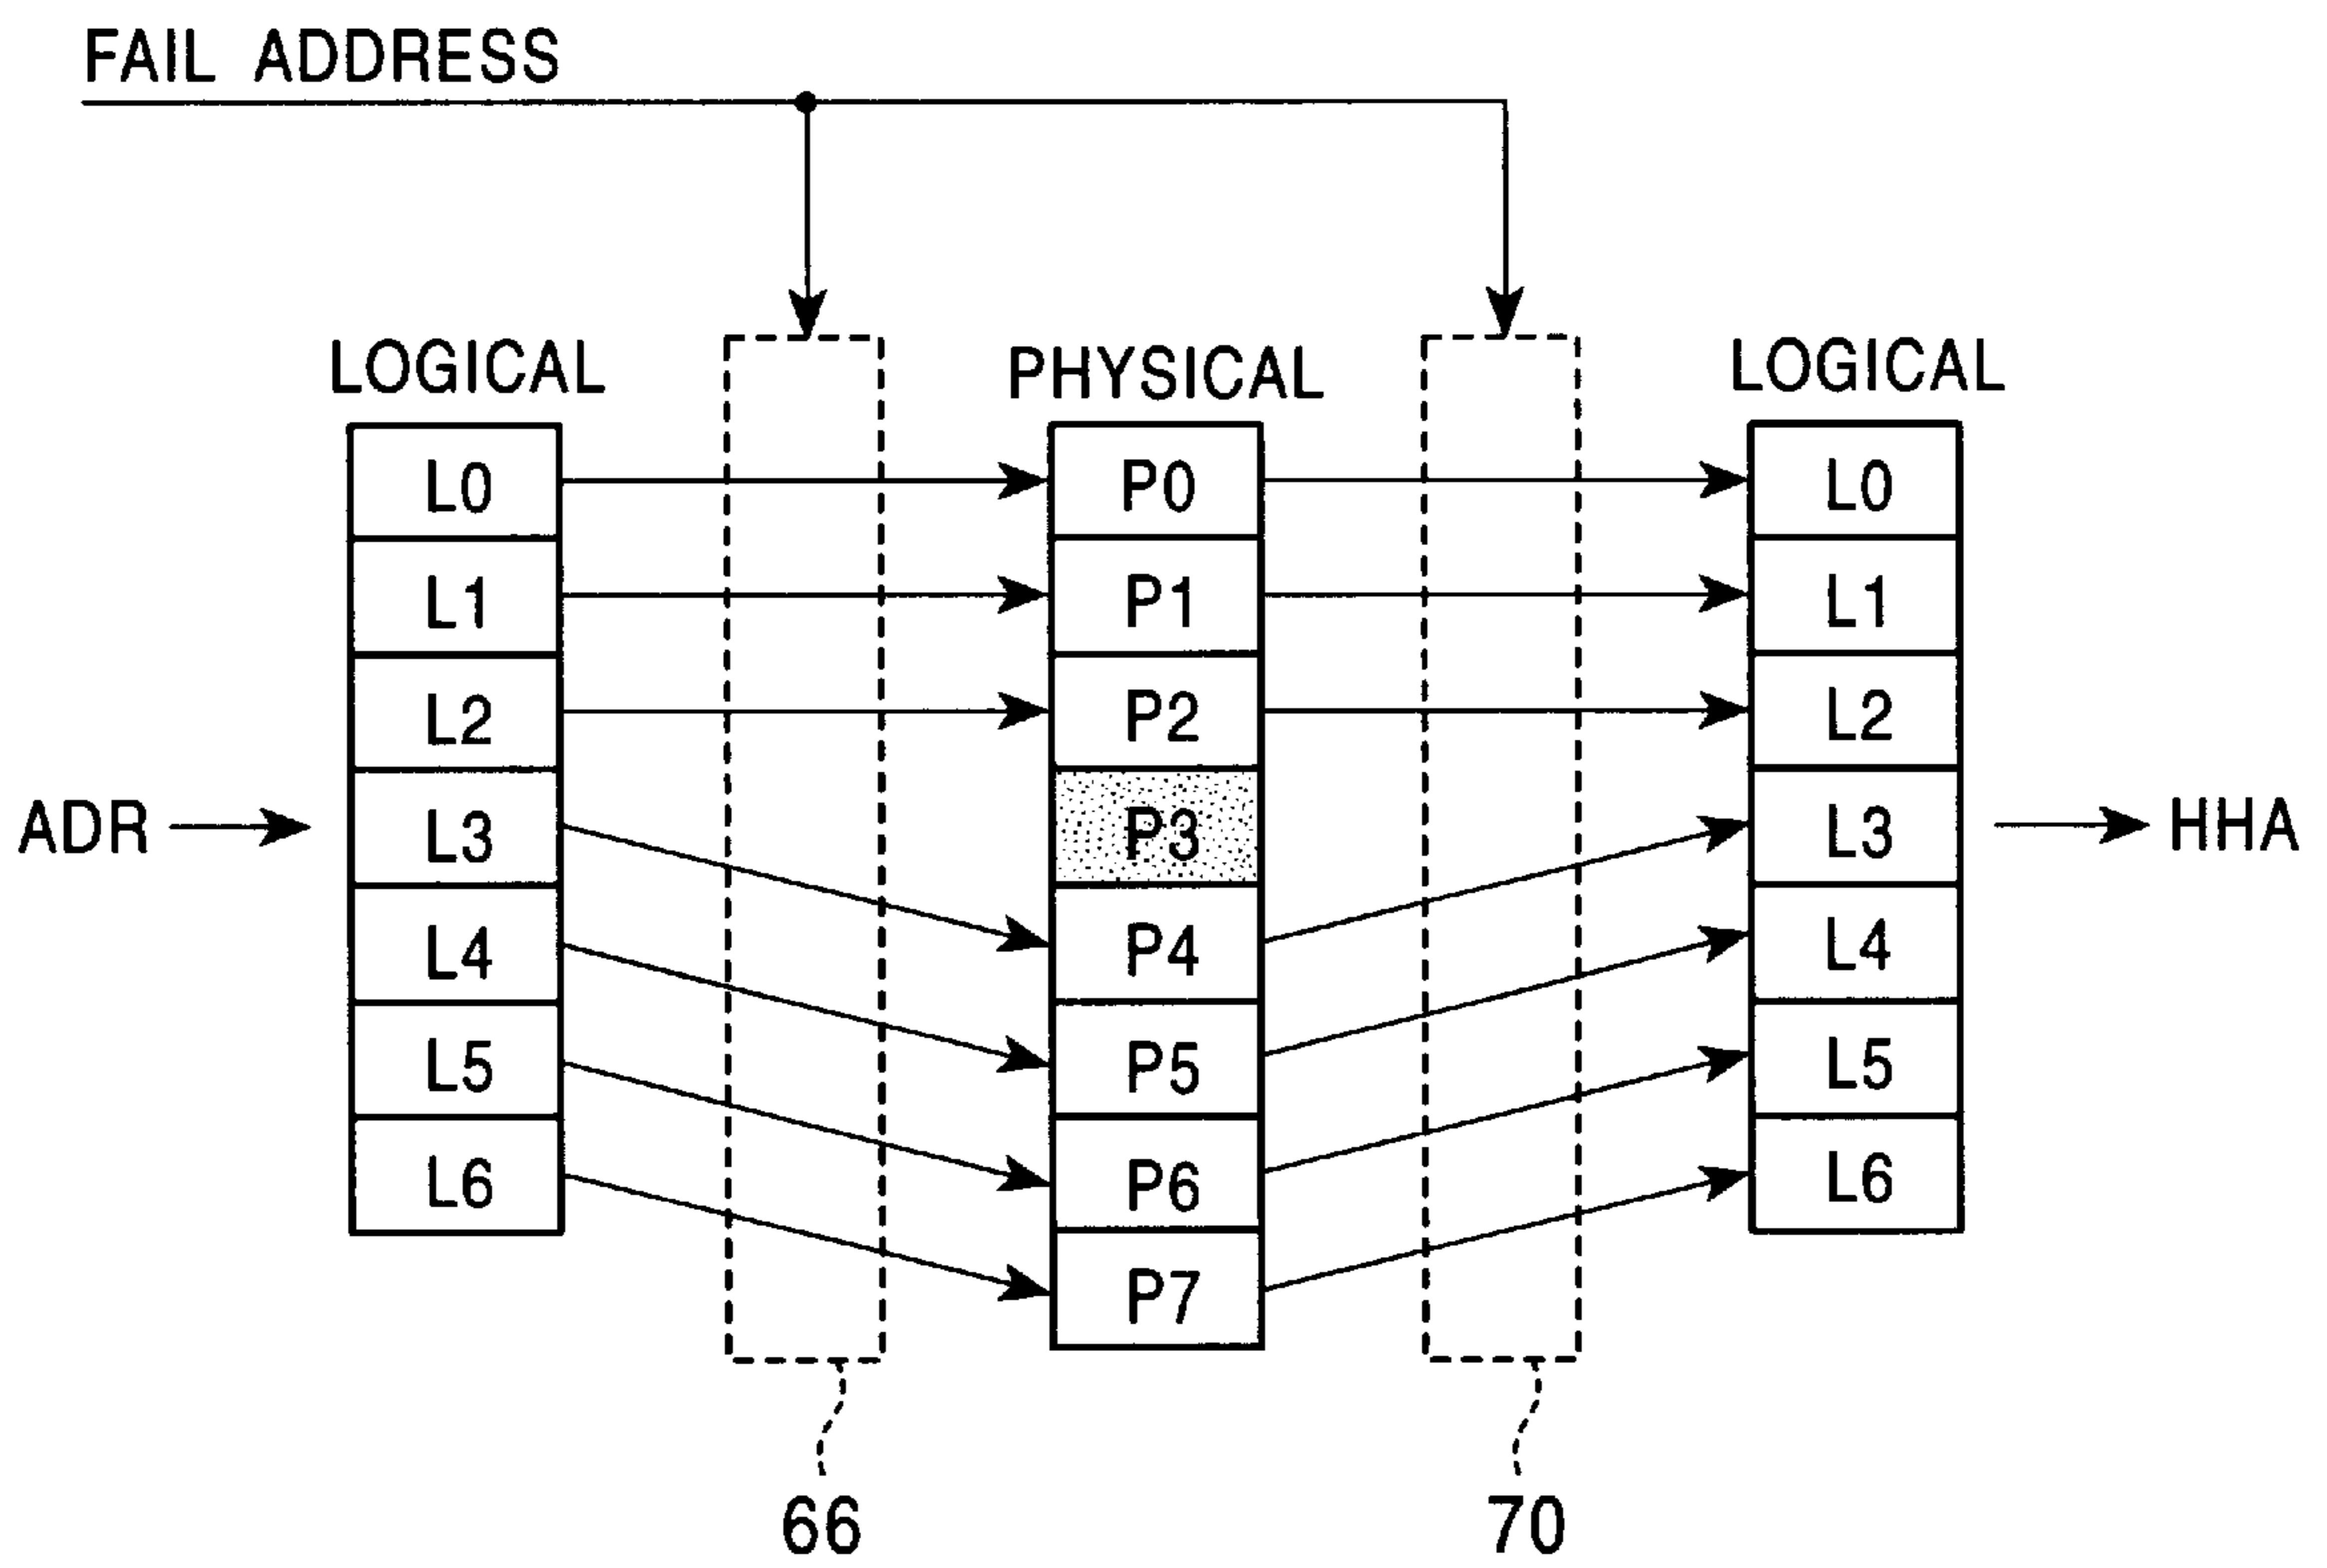 FAIL ADDRESS
LOGICAL
PHYSICAL
LOGICAL
L0
P0
L0
L1
P1
L1
L2
P2
L2
ADR
L3
P3
L3
HHA
L4
P4
L4
L5
P5
L5
L6
P6
L6
P7
66
70